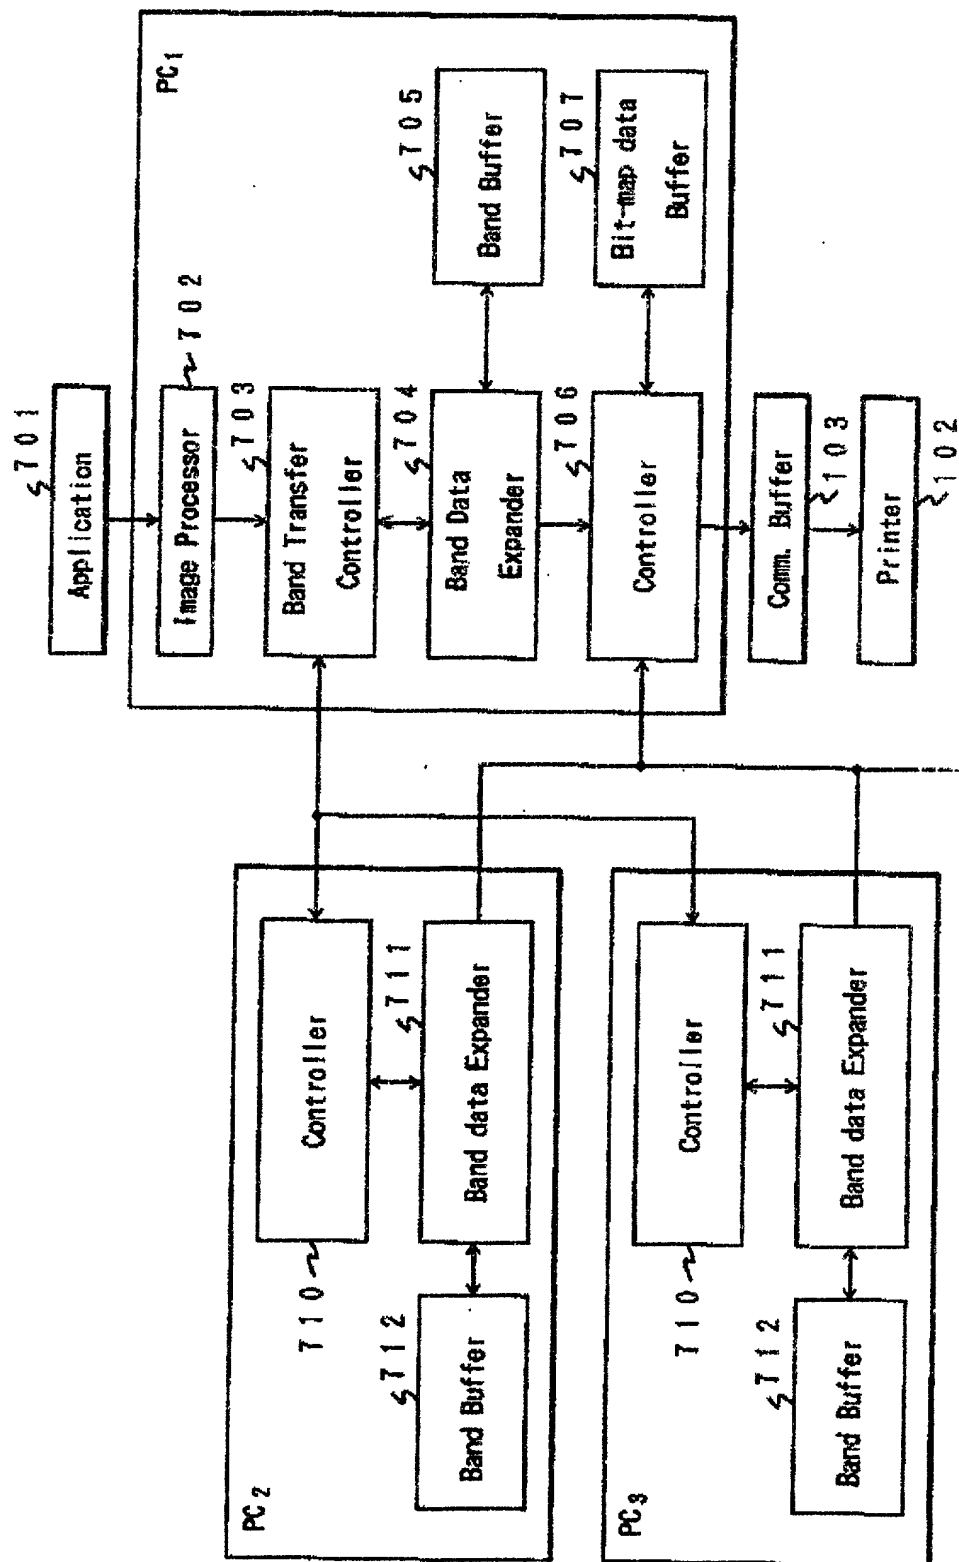 701
Application
PC1
Image Processor
702
703
Band Transfer
Controller
704
Band Data
Expander
705
Band Buffer
706
Controller
707
Bit-map data
Buffer
Comm. Buffer
103
Printer
102
PC2
Controller
710
711
Band data Expander
712
Band Buffer
PC3
Controller
710
711
Band data Expander
712
Band Buffer